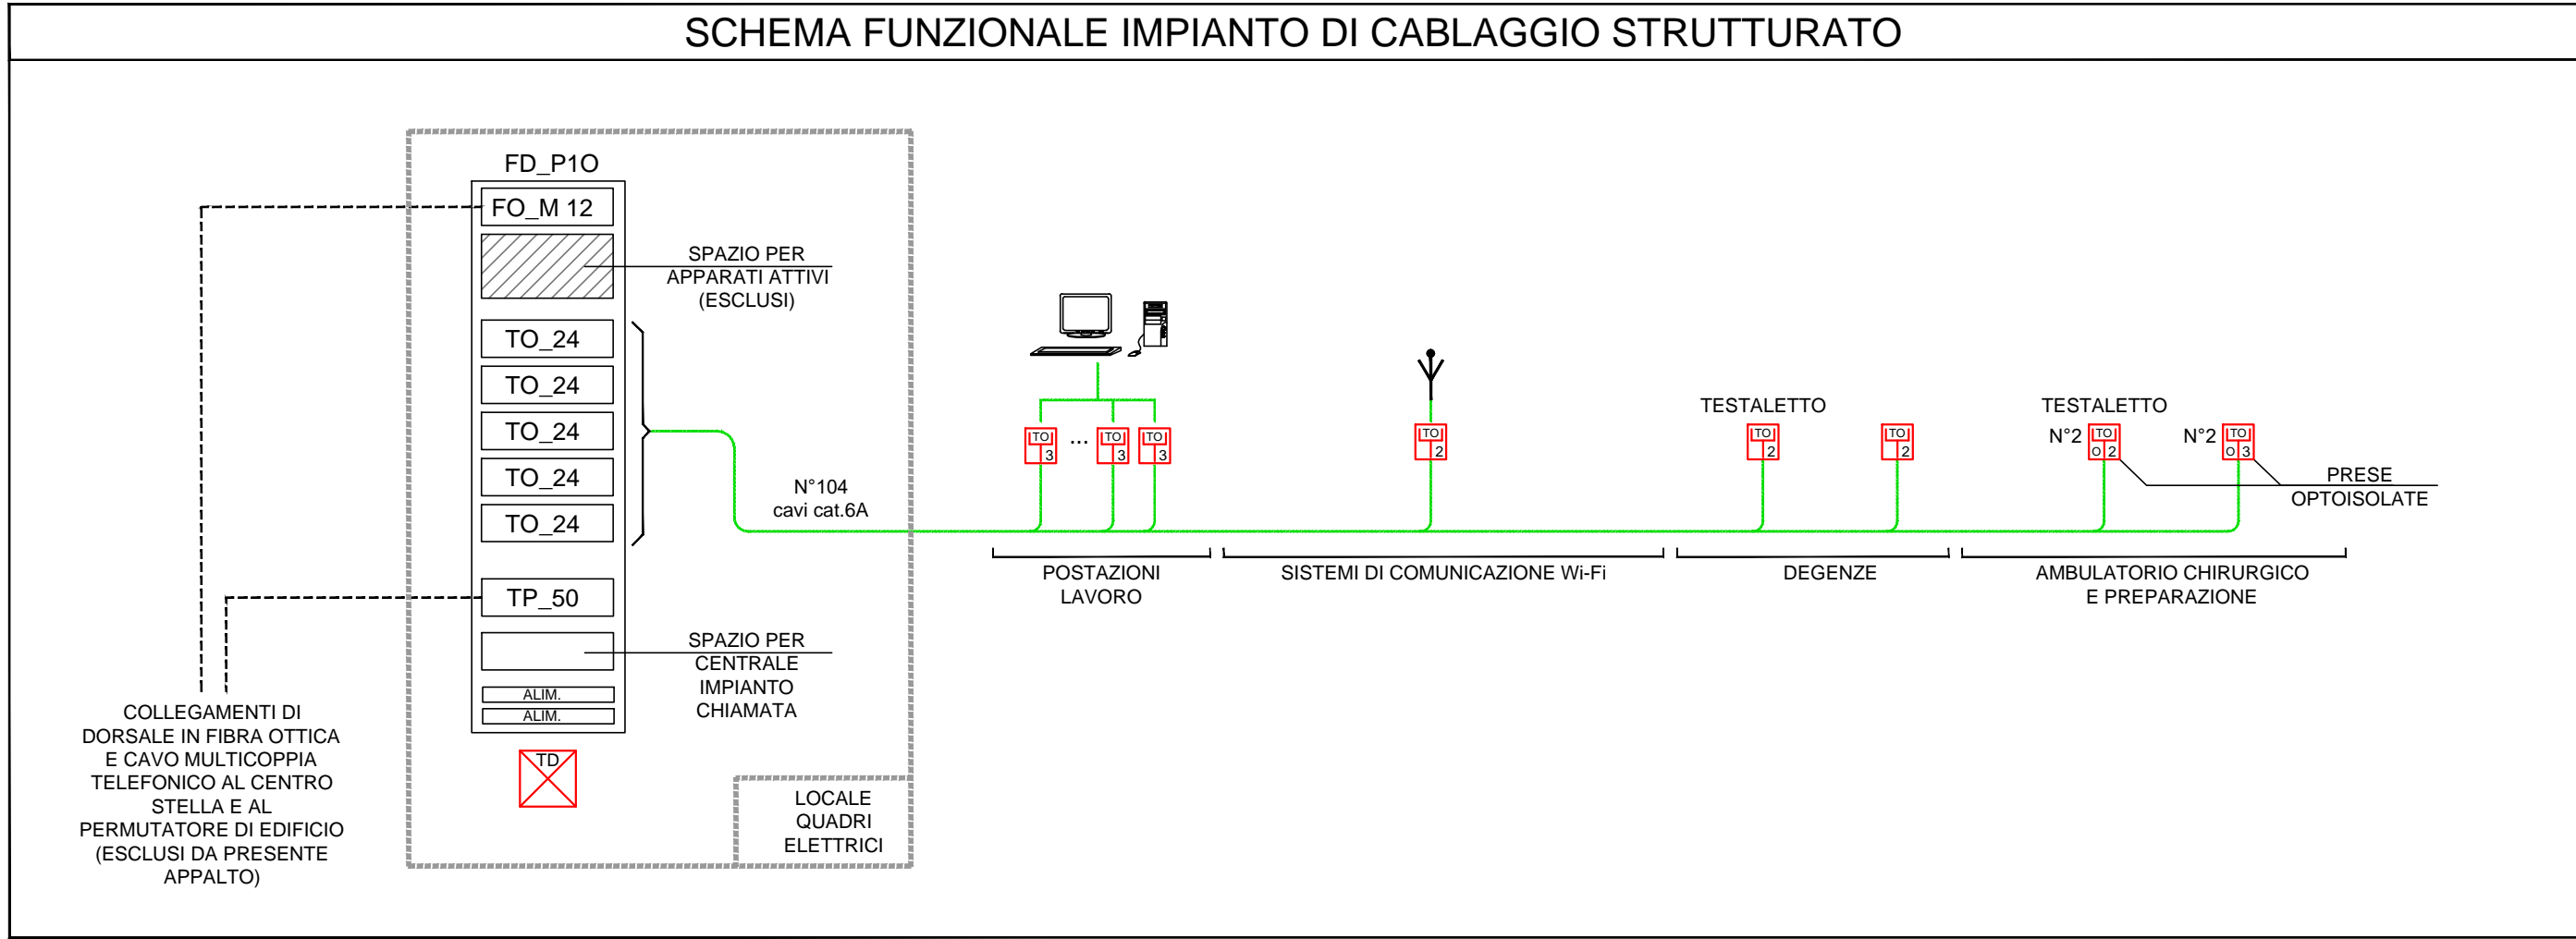 SCHEMA FUNZIONALE IMPIANTO DI CABLAGGIO STRUTTURATO
FD_P1O
FO_M 12
SPAZIO PER
APPARATI ATTIVI
(ESCLUSI)
TO_24
TO_24
TO_24
TO_24
TO_24
TP_50
SPAZIO PER
CENTRALE
IMPIANTO
CHIAMATA
ALIM.
ALIM.
TD
LOCALE
QUADRI
ELETTRICI
COLLEGAMENTI DI
DORSALE IN FIBRA OTTICA
E CAVO MULTICOPPIA
TELEFONICO AL CENTRO
STELLA E AL
PERMUTATORE DI EDIFICIO
(ESCLUSI DA PRESENTE
APPALTO)
N°104
cavi cat.6A
TO
3
...
TO
3
TO
3
POSTAZIONI
LAVORO
TO
2
SISTEMI DI COMUNICAZIONE Wi-Fi
TESTALETTO
TO
2
TO
2
DEGENZE
TESTALETTO
N°2
TO
O 2
N°2
TO
O 3
PRESE
OPTOISOLATE
AMBULATORIO CHIRURGICO
E PREPARAZIONE